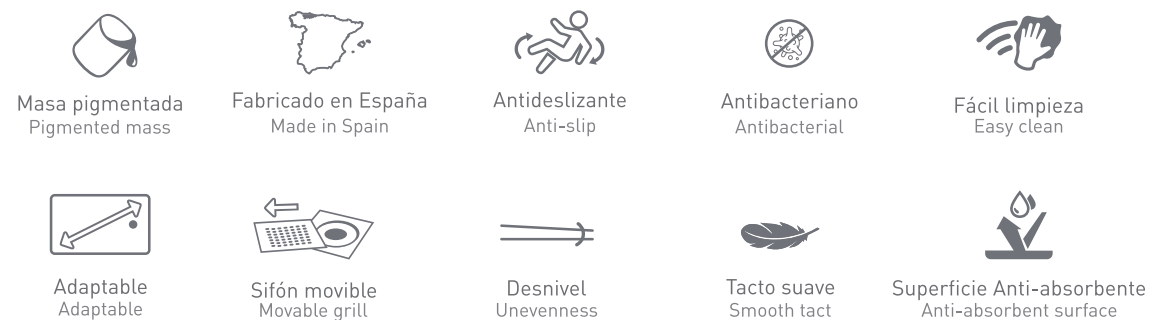 Masa pigmentada
Pigmented mass
Fabricado en España
Made in Spain
Antideslizante
Anti-slip
Antibacteriano
Antibacterial
Fácil limpieza
Easy clean
Adaptable
Adaptable
Sifón movible
Movable grill
Desnivel
Unevenness
Tacto suave
Smooth tact
Superficie Anti-absorbente
Anti-absorbent surface